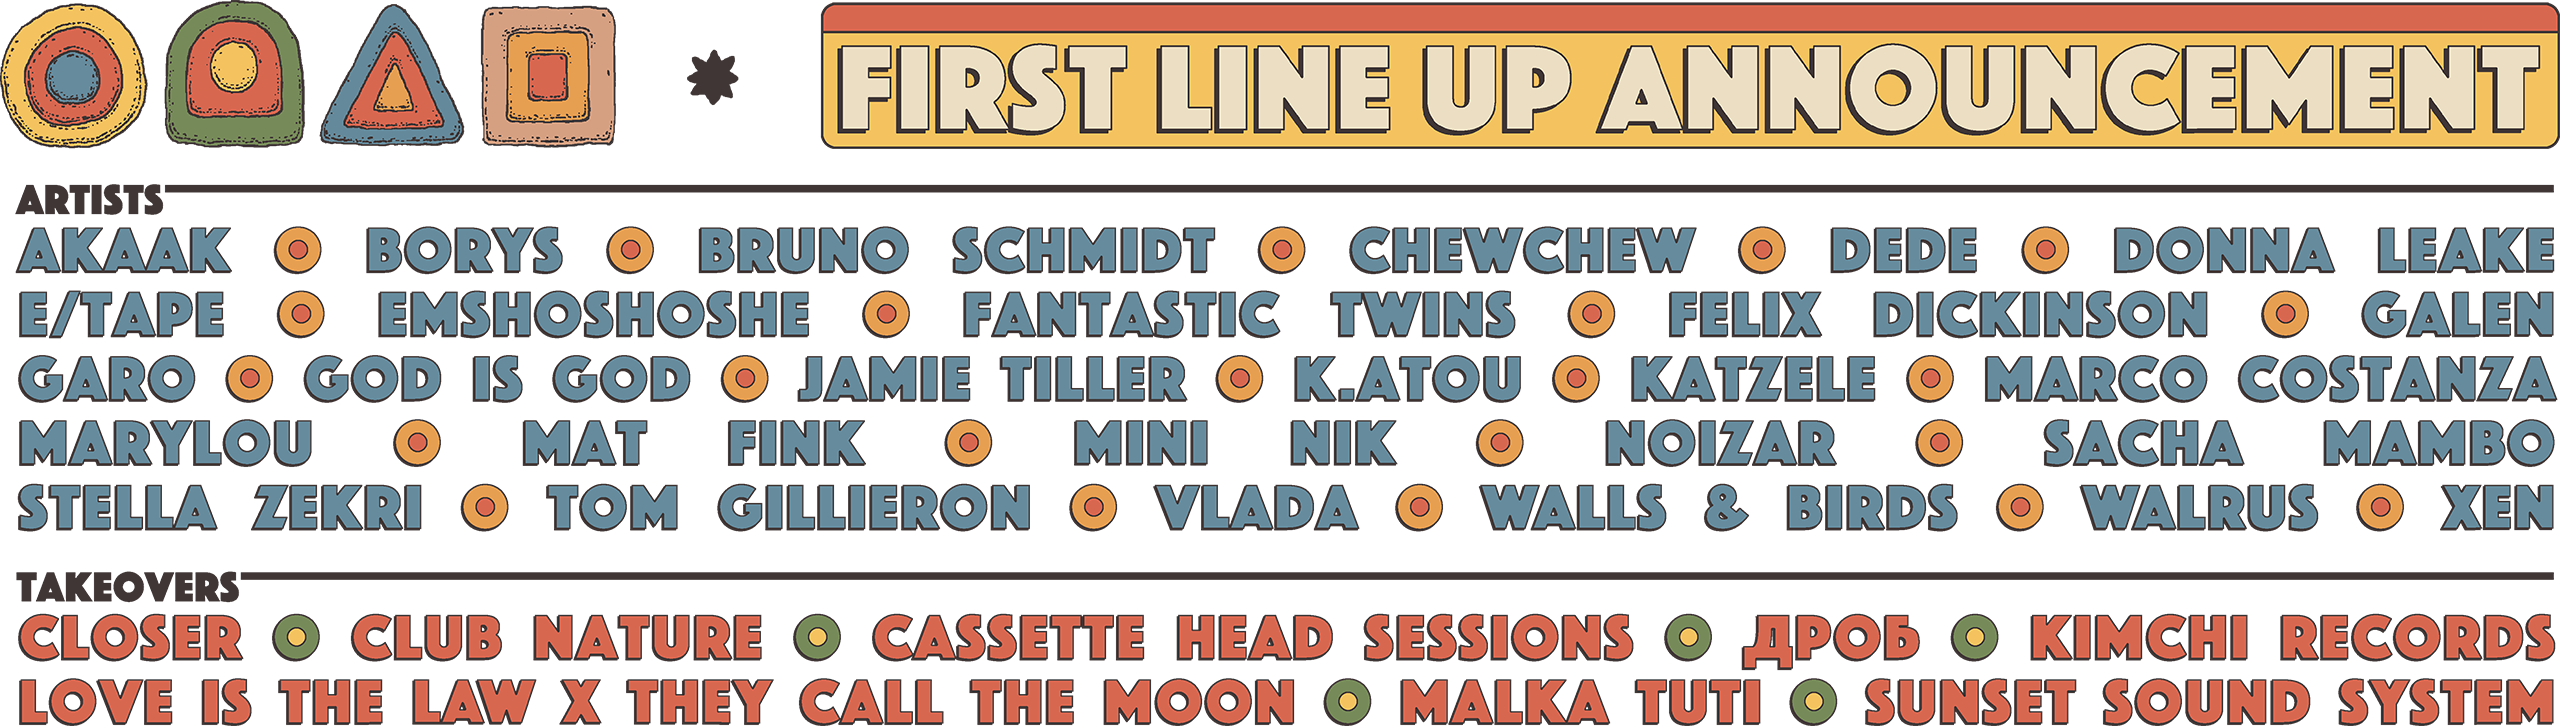 FIRST LINE UP ANNOUNCEMENT
ARTISTS
AKAAK BORYS BRUNO SCHMIDT CHEWCHEW DEDE DONNA LEAKE
E/TAPE EMSHOSHOSHE FANTASTIC TWINS FELIX DICKINSON GALEN
GARO GOD IS GOD JAMIE TILLER K.ATOU KATZELE MARCO COSTANZA
MARYLOU MAT FINK MINI NIK NOIZAR SACHA MAMBO
STELLA ZEKRI TOM GILLIERON VLADA WALLS & BIRDS WALRUS XEN
TAKEOVERS
CLOSER CLUB NATURE CASSETTE HEAD SESSIONS ДРОБ KIMCHI RECORDS
LOVE IS THE LAW X THEY CALL THE MOON MALKA TUTI SUNSET SOUND SYSTEM